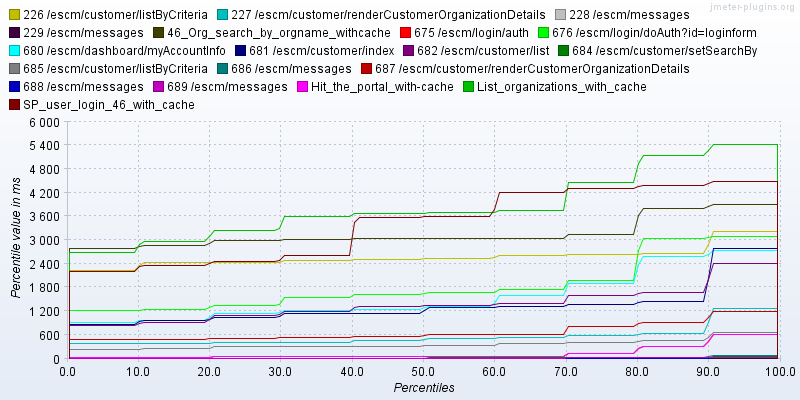 jmeter-plugins.org
226 /escm/customer/listByCriteria 227 /escm/customer/renderCustomerOrganizationDetails 228 /escm/messages
229 /escm/messages 46_Org_search_by_orgname_withcache 675 /escm/login/auth 676 /escm/login/doAuth?id=loginform
680 /escm/dashboard/myAccountInfo 681 /escm/customer/index 682 /escm/customer/list 684 /escm/customer/setSearchBy
685 /escm/customer/listByCriteria 686 /escm/messages 687 /escm/customer/renderCustomerOrganizationDetails
688 /escm/messages 689 /escm/messages Hit_the_portal_with-cache List_organizations_with_cache
SP_user_login_46_with_cache
6 000
5 400
4 800
4 200
3 600
3 000
2 400
1 800
1 200
600
0
Percentile value in ms
0.0 10.0 20.0 30.0 40.0 50.0 60.0 70.0 80.0 90.0 100.0
Percentiles